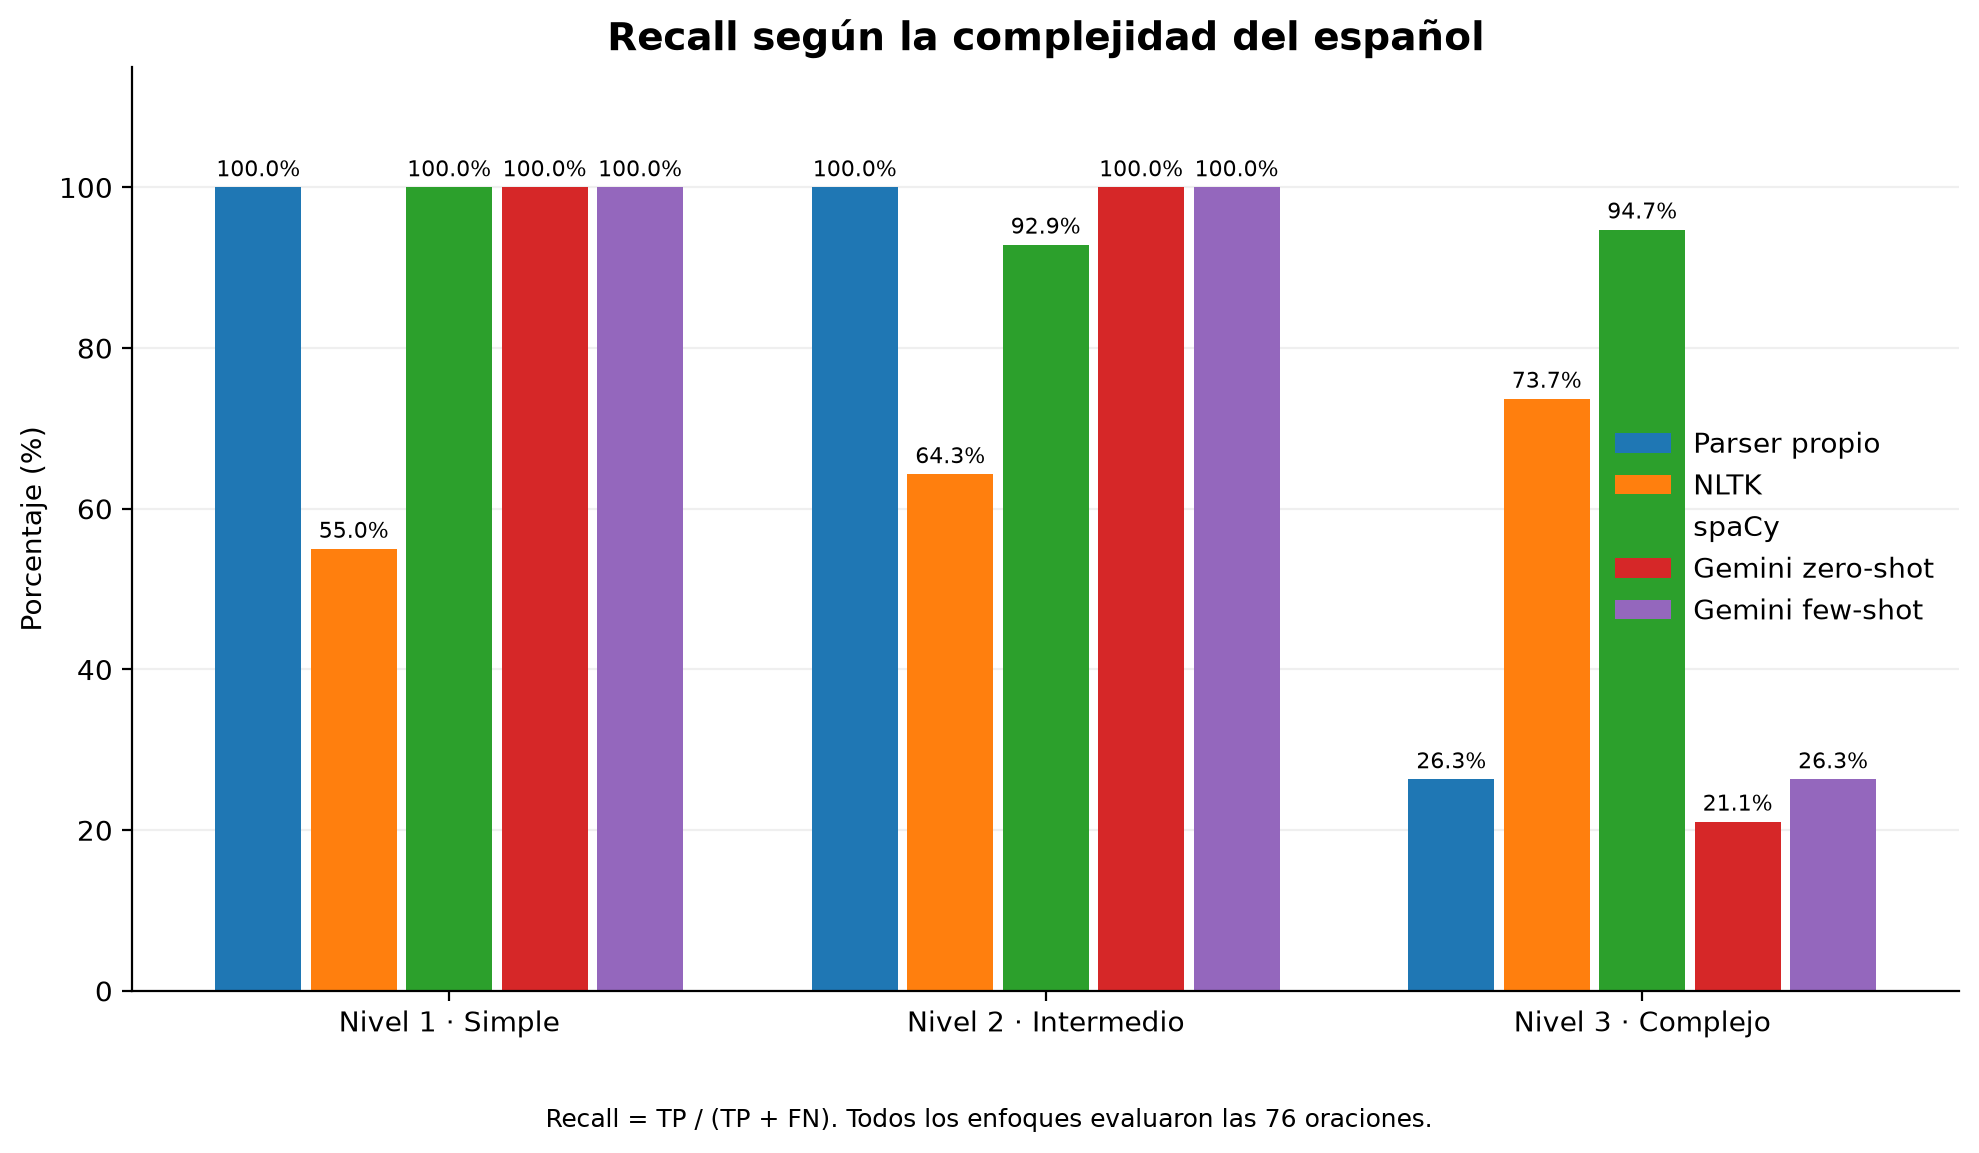 Recall según la complejidad del español
100.0% 55.0% 100.0% 100.0% 100.0%
100.0% 64.3% 92.9% 100.0% 100.0%
26.3% 73.7% 94.7% 21.1% 26.3%
Porcentaje (%)
100
80
60
40
20
0
Parser propio
NLTK
spaCy
Gemini zero-shot
Gemini few-shot
Nivel 1 · Simple
Nivel 2 · Intermedio
Nivel 3 · Complejo
Recall = TP / (TP + FN). Todos los enfoques evaluaron las 76 oraciones.